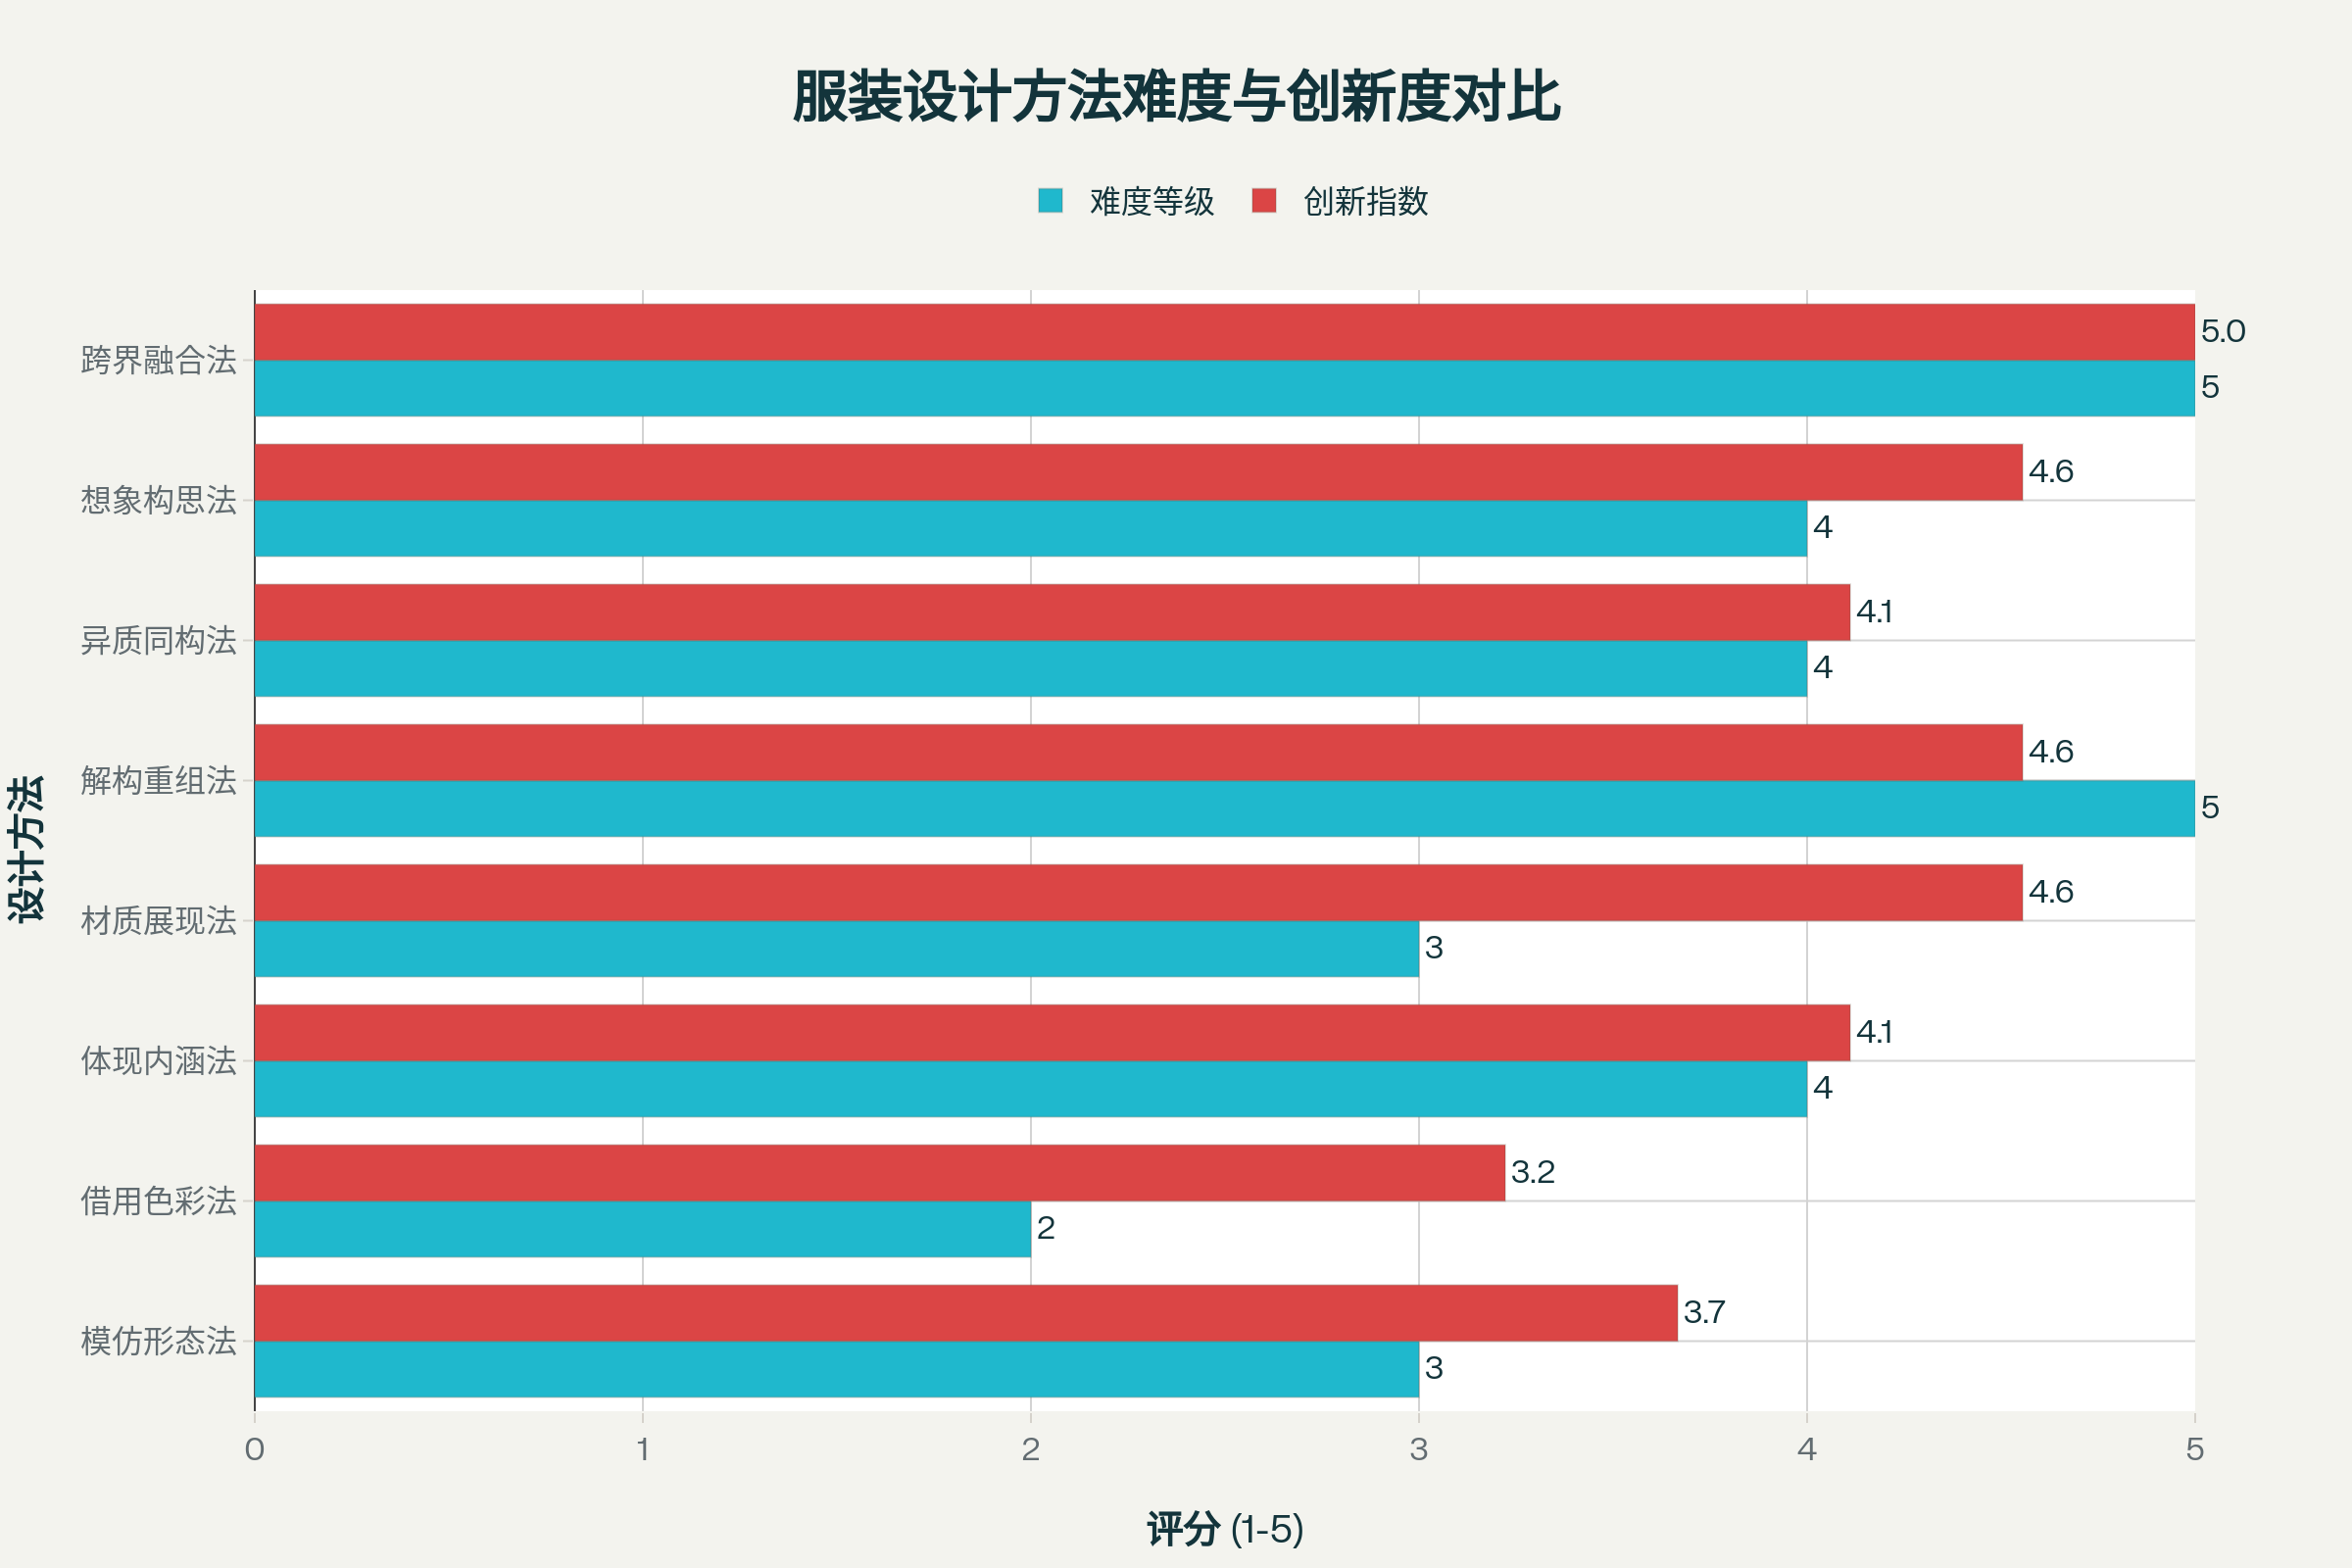 服装设计方法难度与创新度对比
难度等级 创新指数
设计方法
跨界融合法 5.0
5
想象构思法 4.6
4
异质同构法 4.1
4
解构重组法 4.6
5
材质展现法 4.6
3
体现内涵法 4.1
4
借用色彩法 3.2
2
模仿形态法 3.7
3
0 1 2 3 4 5
评分 (1-5)